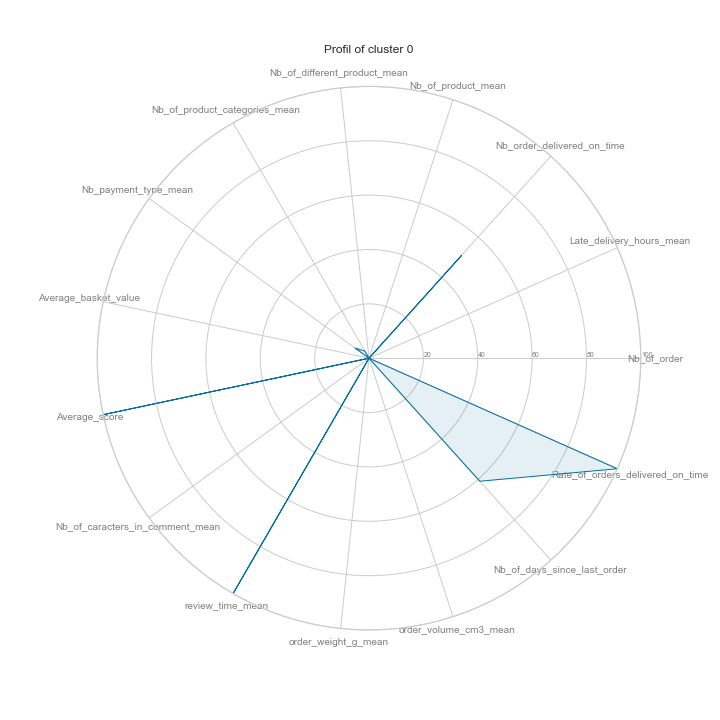 Profil of cluster 0
Nb_of_different_product_mean
Nb_of_product_mean
Nb_of_product_categories_mean
Nb_order_delivered_on_time
Nb_payment_type_mean
Late_delivery_hours_mean
Average_basket_value
20 40 60 80 100
Nb_of_order
Average_score
Rate_of_orders_delivered_on_time
Nb_of_caracters_in_comment_mean
Nb_of_days_since_last_order
review_time_mean
order_volume_cm3_mean
order_weight_g_mean